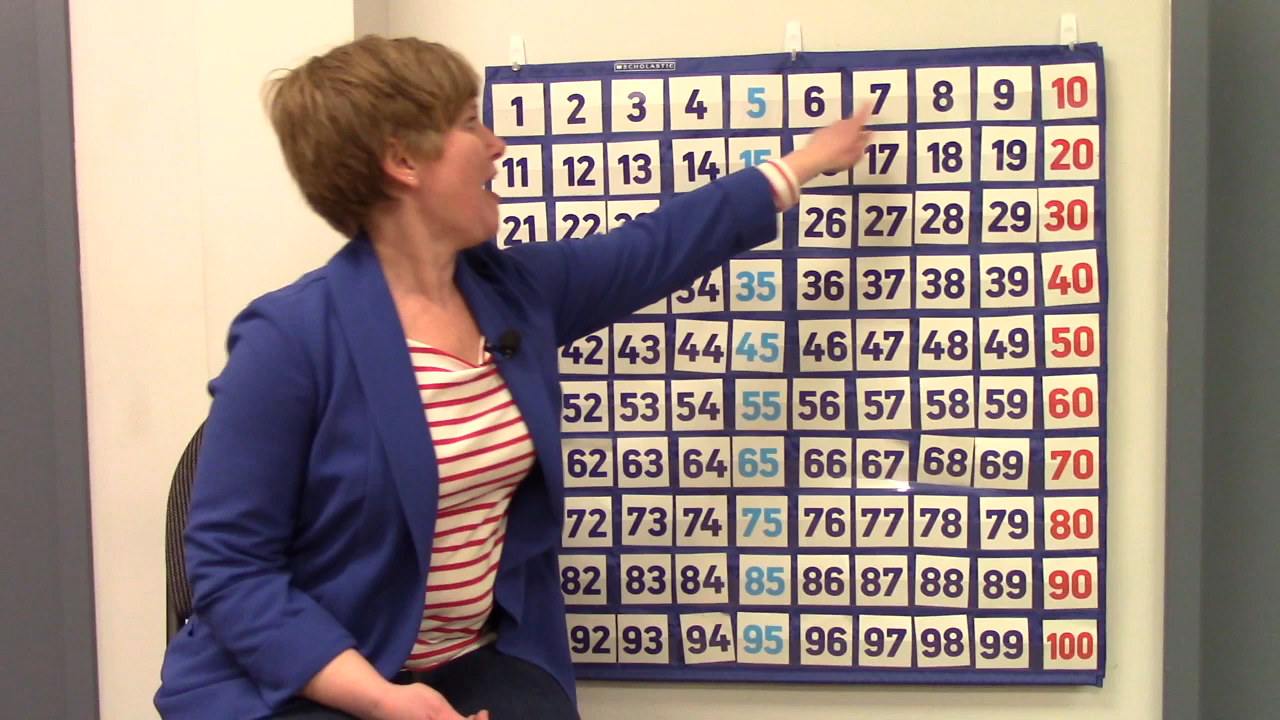 SCHOLASTIC
1 2 3 4 5 6 7 8 9 10
11 12 13 14 15 17 18 19 20
21 22 26 27 28 29 30
34 35 36 37 38 39 40
42 43 44 45 46 47 48 49 50
52 53 54 55 56 57 58 59 60
62 63 64 65 66 67 68 69 70
72 73 74 75 76 77 78 79 80
82 83 84 85 86 87 88 89 90
92 93 94 95 96 97 98 99 100